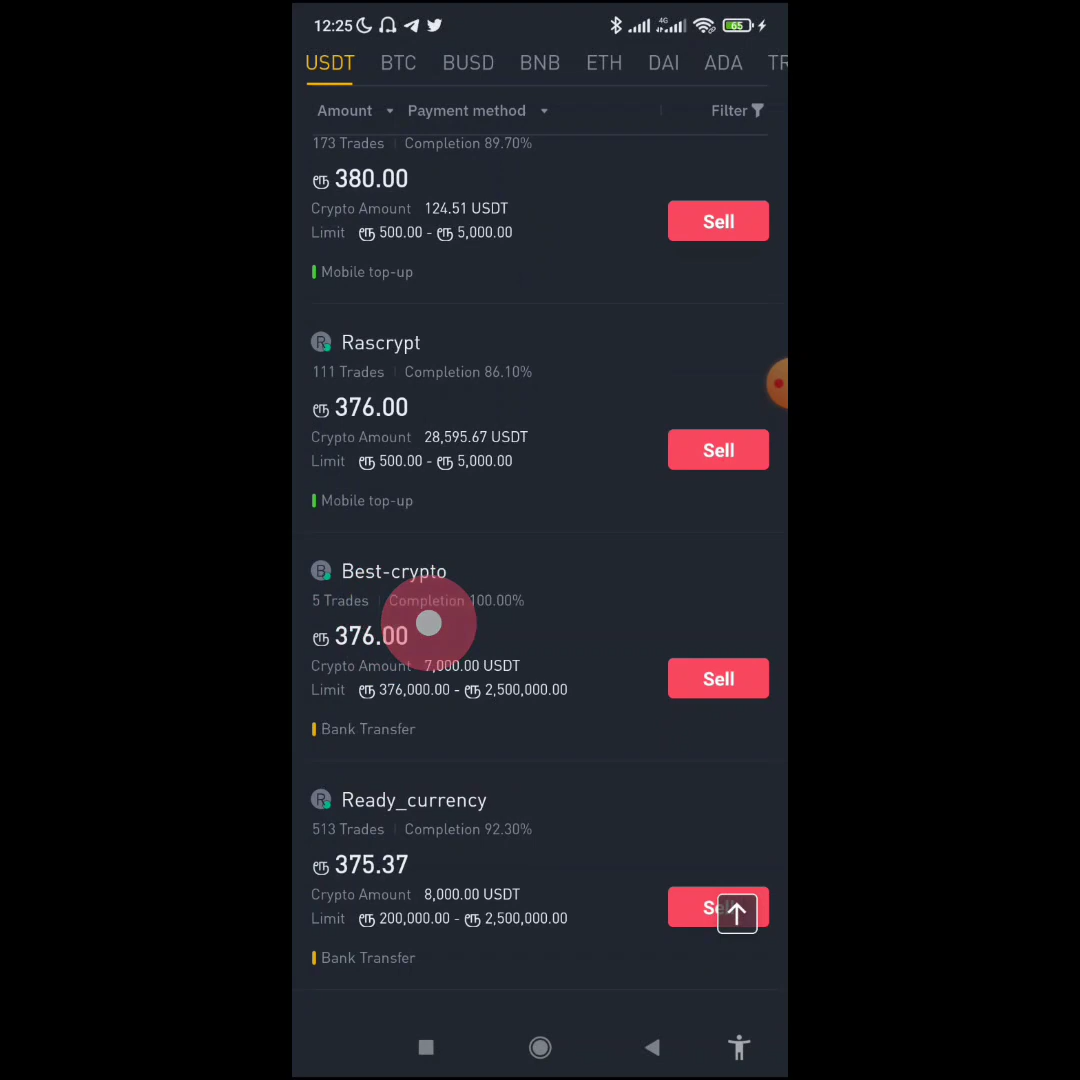 12:25 4G 65
USDT BTC BUSD BNB ETH DAI ADA TR
Amount Payment method Filter
173 Trades Completion 89.70%
ரூ 380.00
Crypto Amount 124.51 USDT
Sell
Limit ரூ 500.00 - ரூ 5,000.00
Mobile top-up
R Rascrypt
111 Trades Completion 86.10%
ரூ 376.00
Crypto Amount 28,595.67 USDT
Sell
Limit ரூ 500.00 - ரூ 5,000.00
Mobile top-up
B Best-crypto
5 Trades Completion 100.00%
ரூ 376.00
Crypto Amount 7,000.00 USDT
Sell
Limit ரூ 376,000.00 - ரூ 2,500,000.00
Bank Transfer
R Ready_currency
513 Trades Completion 92.30%
ரூ 375.37
Crypto Amount 8,000.00 USDT
Sell
Limit ரூ 200,000.00 - ரூ 2,500,000.00
Bank Transfer